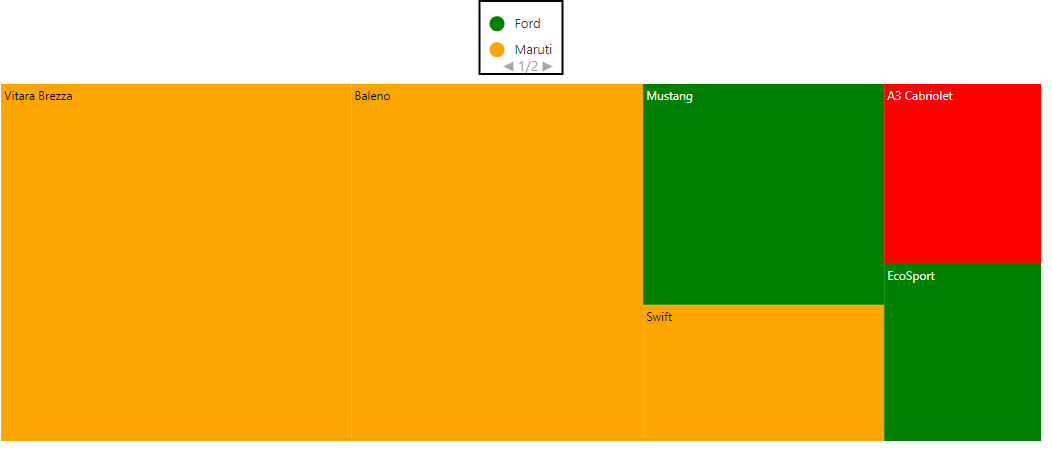 Ford
Maruti
◀ 1/2 ▶
Vitara Brezza
Baleno
Mustang
A3 Cabriolet
EcoSport
Swift